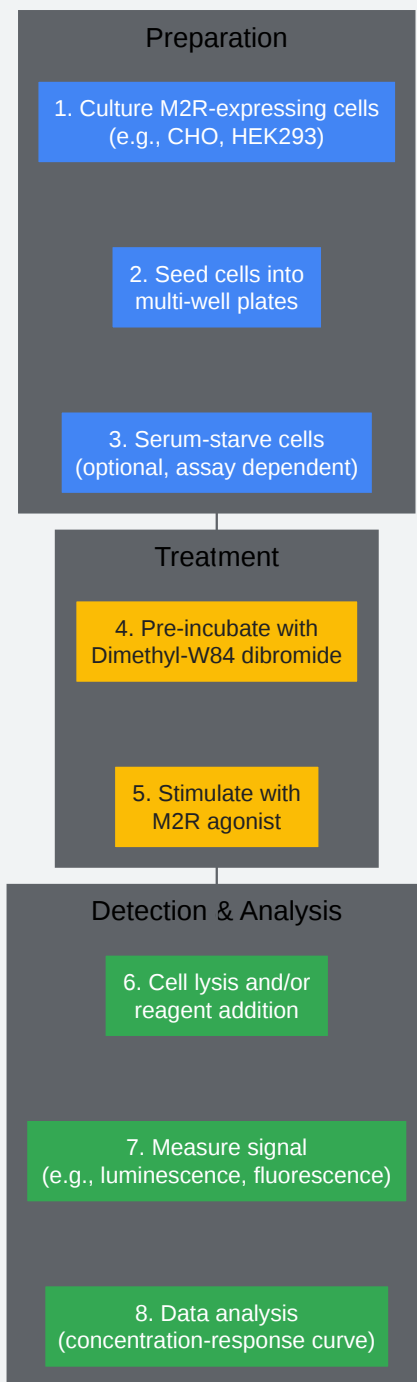 Preparation
1. Culture M2R-expressing cells
(e.g., CHO, HEK293)
2. Seed cells into
multi-well plates
3. Serum-starve cells
(optional, assay dependent)
Treatment
4. Pre-incubate with
Dimethyl-W84 dibromide
5. Stimulate with
M2R agonist
Detection & Analysis
6. Cell lysis and/or
reagent addition
7. Measure signal
(e.g., luminescence, fluorescence)
8. Data analysis
(concentration-response curve)